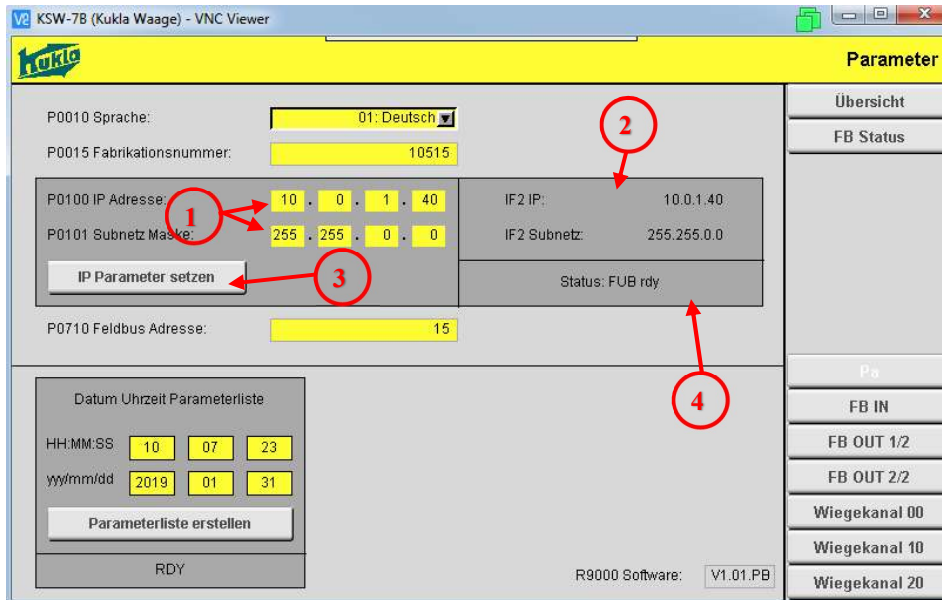 V2 KSW-7B (Kukla Waage) - VNC Viewer
Kukla
Parameter
P0010 Sprache: 01: Deutsch
P0015 Fabrikationsnummer: 10515
2
P0100 IP Adresse: 10 . 0 . 1 . 40 IF2 IP: 10.0.1.40
1
P0101 Subnetz Maske: 255 . 255 . 0 . 0 IF2 Subnetz: 255.255.0.0
IP Parameter setzen
3
Status: FUB rdy
P0710 Feldbus Adresse: 15
4
Datum Uhrzeit Parameterliste
HH:MM:SS 10 07 23
yyy/mm/dd 2019 01 31
Parameterliste erstellen
RDY
R9000 Software: V1.01.PB
Übersicht
FB Status
Pa
FB IN
FB OUT 1/2
FB OUT 2/2
Wiegekanal 00
Wiegekanal 10
Wiegekanal 20